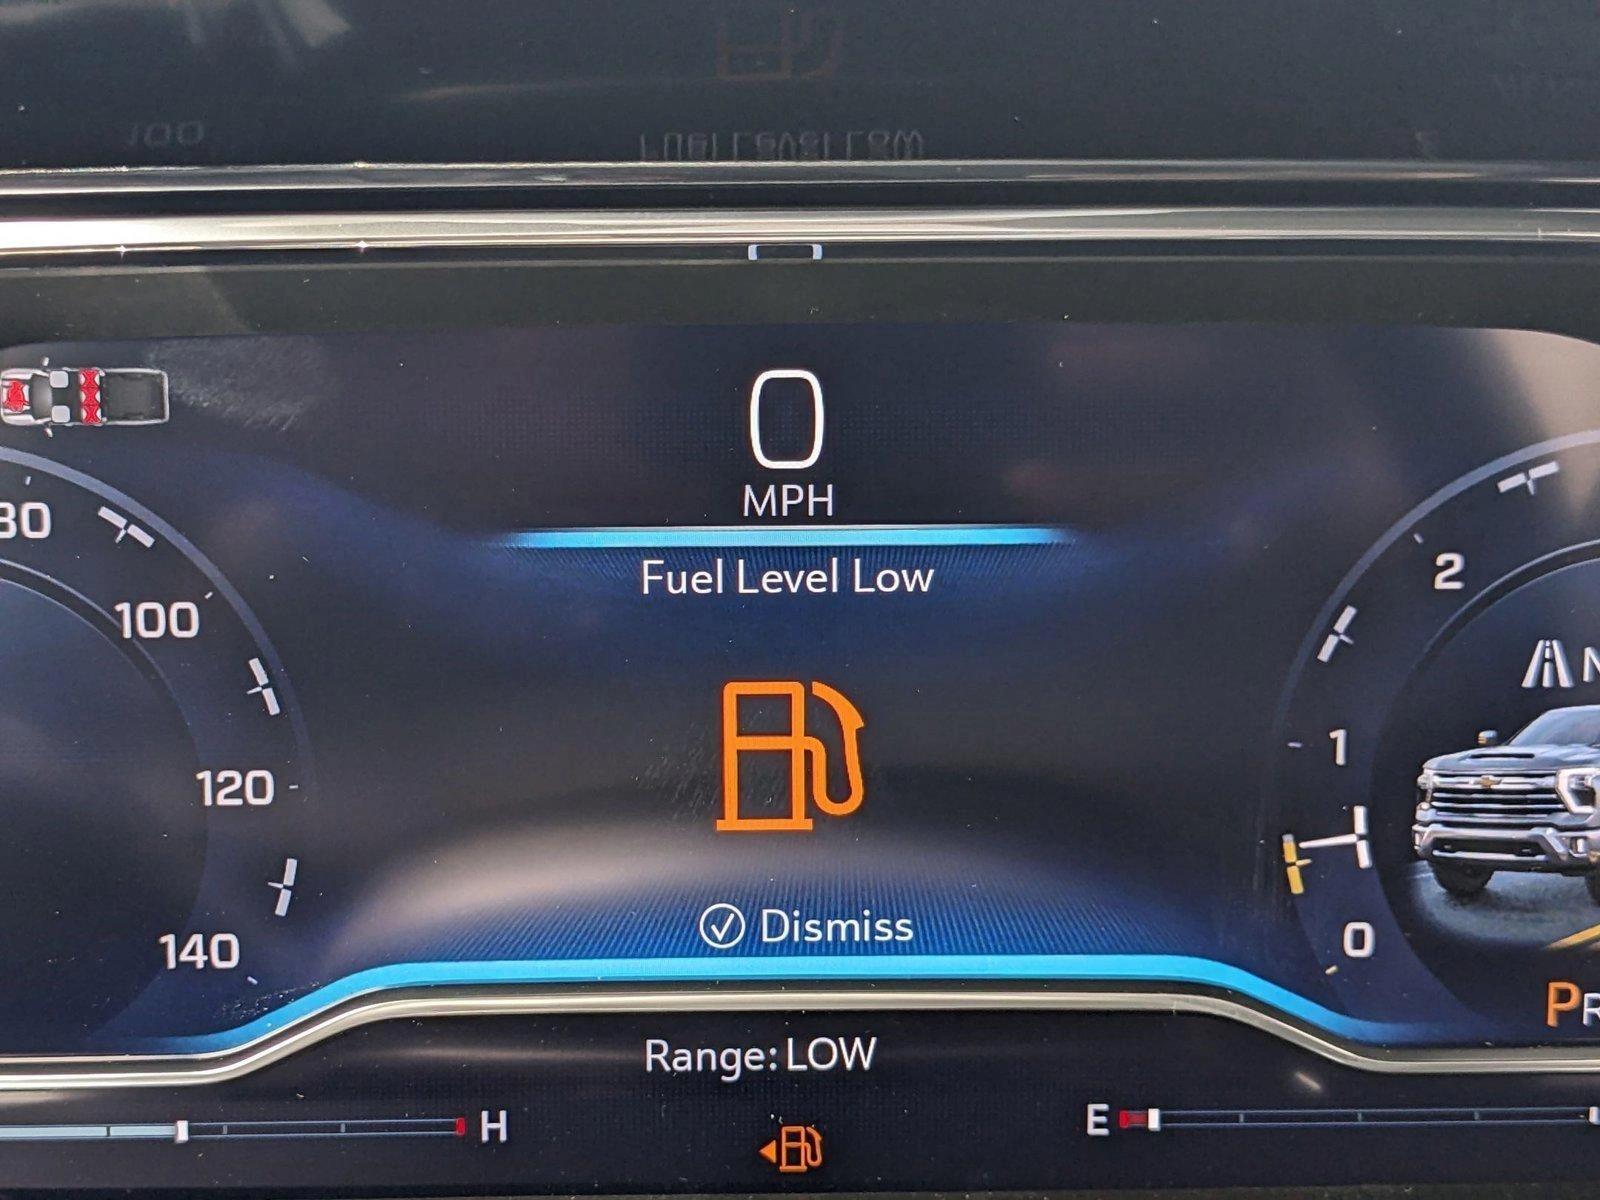 0
MPH
Fuel Level Low
80
100
120
140
2
1
0
P
Dismiss
Range: LOW
H
E